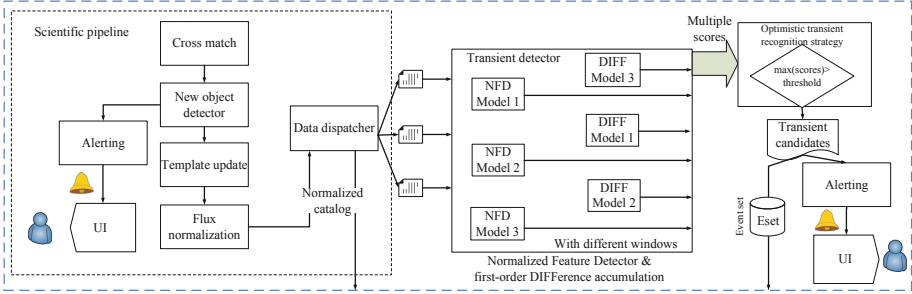 Scientific pipeline
Cross match
New object
detector
Alerting
Template update
UI
Flux
normalization
Data dispatcher
Normalized
catalog
Transient detector
DIFF
Model 3
NFD
Model 1
DIFF
Model 1
NFD
Model 2
DIFF
Model 2
NFD
Model 3
With different windows
Normalized Feature Detector &
first-order DIFFerence accumulation
Multiple
scores
Optimistic transient
recognition strategy
max(scores)>
threshold
Transient
candidates
Alerting
Event set
Eset
UI